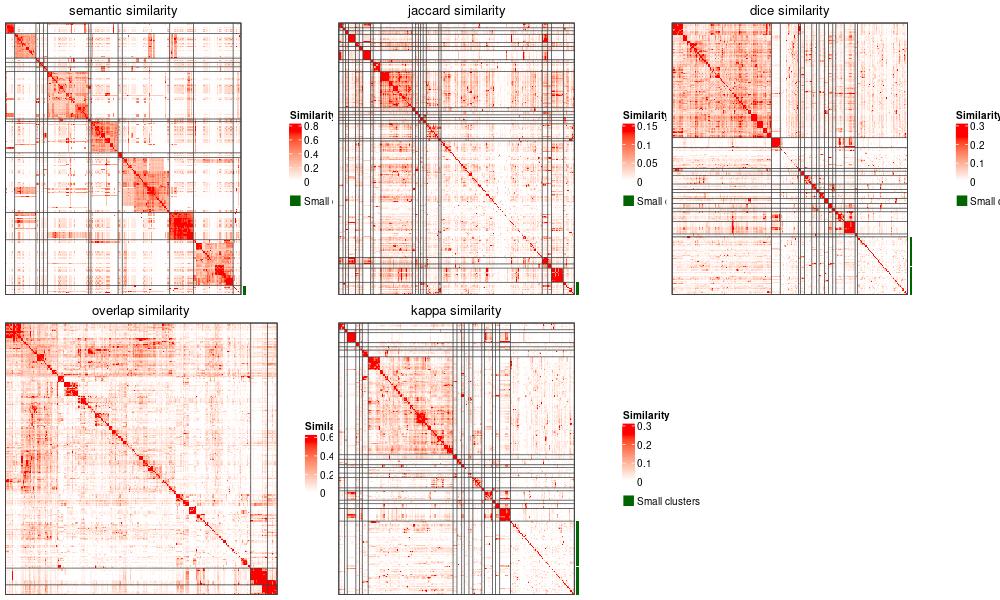 semantic similarity
Similarity
0.8
0.6
0.4
0.2
0
Small
jaccard similarity
Similarity
0.15
0.1
0.05
0
Small
dice similarity
Similarity
0.3
0.2
0.1
0
Small c
overlap similarity
Simila
0.6
0.4
0.2
0
kappa similarity
Similarity
0.3
0.2
0.1
0
Small clusters